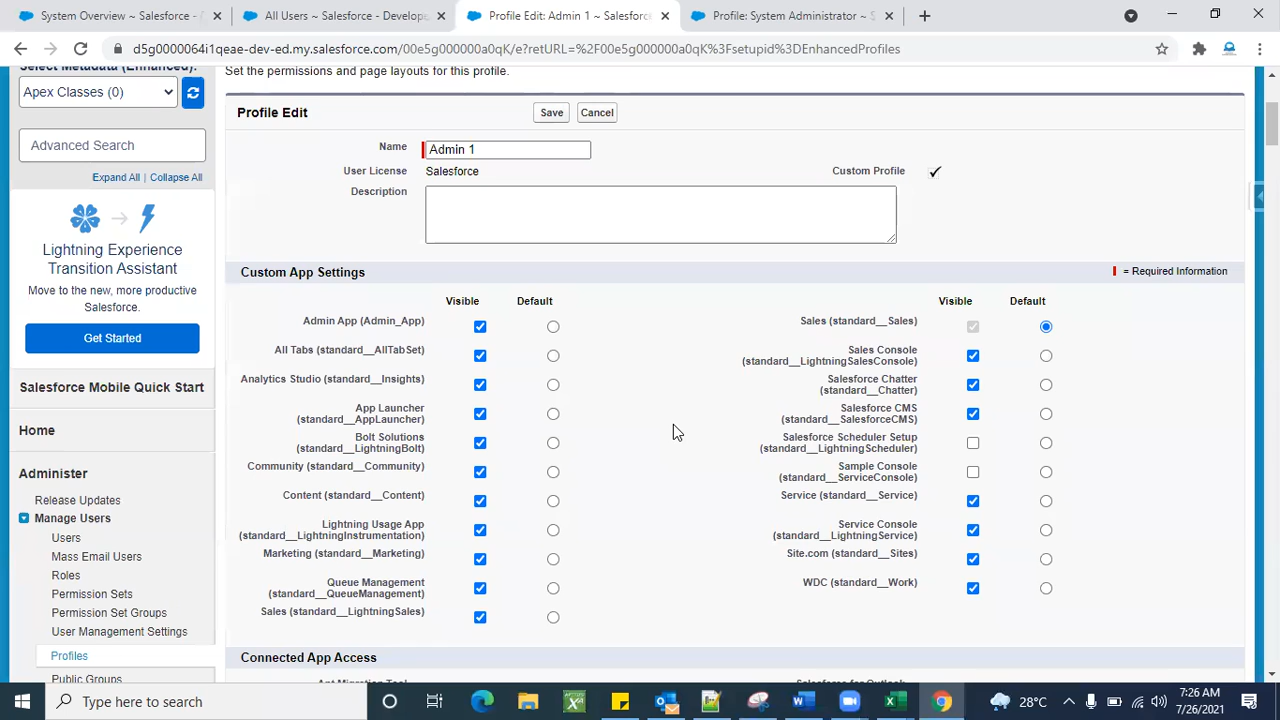 System Overview ~ Salesforce - (
All Users ~ Salesforce - Develope
Profile Edit: Admin 1 ~ Salesforc
Profile: System Administrator ~ S
d5g0000064i1qeae-dev-ed.my.salesforce.com/00e5g000000a0qK/e?retURL=%2F00e5g000000a0qK%3Fsetupid%3DEnhancedProfiles
Select Metadata (Enhanced):
Apex Classes (0)
Advanced Search
Expand All | Collapse All
Lightning Experience
Transition Assistant
Move to the new, more productive
Salesforce.
Get Started
Salesforce Mobile Quick Start
Home
Administer
Release Updates
Manage Users
Users
Mass Email Users
Roles
Permission Sets
Permission Set Groups
User Management Settings
Profiles
Public Groups
Set the permissions and page layouts for this profile.
Profile Edit
Save
Cancel
Name
Admin 1
User License
Salesforce
Custom Profile
Description
Custom App Settings
= Required Information
Visible
Default
Admin App (Admin_App)
All Tabs (standard__AllTabSet)
Analytics Studio (standard__Insights)
App Launcher
(standard__AppLauncher)
Bolt Solutions
(standard__LightningBolt)
Community (standard__Community)
Content (standard__Content)
Lightning Usage App
(standard__LightningInstrumentation)
Marketing (standard__Marketing)
Queue Management
(standard__QueueManagement)
Sales (standard__LightningSales)
Visible
Default
Sales (standard__Sales)
Sales Console
(standard__LightningSalesConsole)
Salesforce Chatter
(standard__Chatter)
Salesforce CMS
(standard__SalesforceCMS)
Salesforce Scheduler Setup
(standard__LightningScheduler)
Sample Console
(standard__ServiceConsole)
Service (standard__Service)
Service Console
(standard__LightningService)
Site.com (standard__Sites)
WDC (standard__Work)
Connected App Access
Ant Migration Tool
Salesforce for Outlook
Type here to search
28°C
7:26 AM
7/26/2021